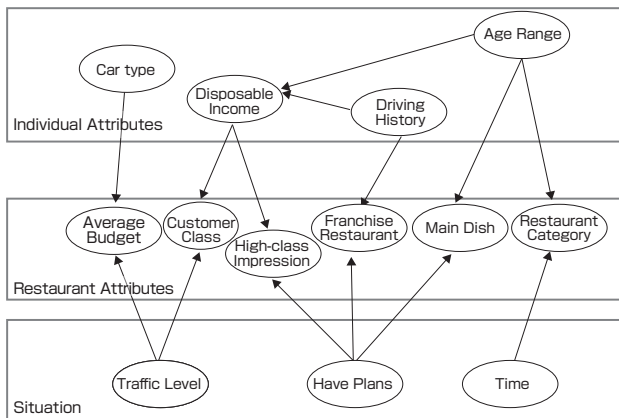 Age Range
Car type
Disposable
Income
Driving
History
Individual Attributes
Average
Budget
Customer
Class
High-class
Impression
Franchise
Restaurant
Main Dish
Restaurant
Category
Restaurant Attributes
Traffic Level
Have Plans
Time
Situation